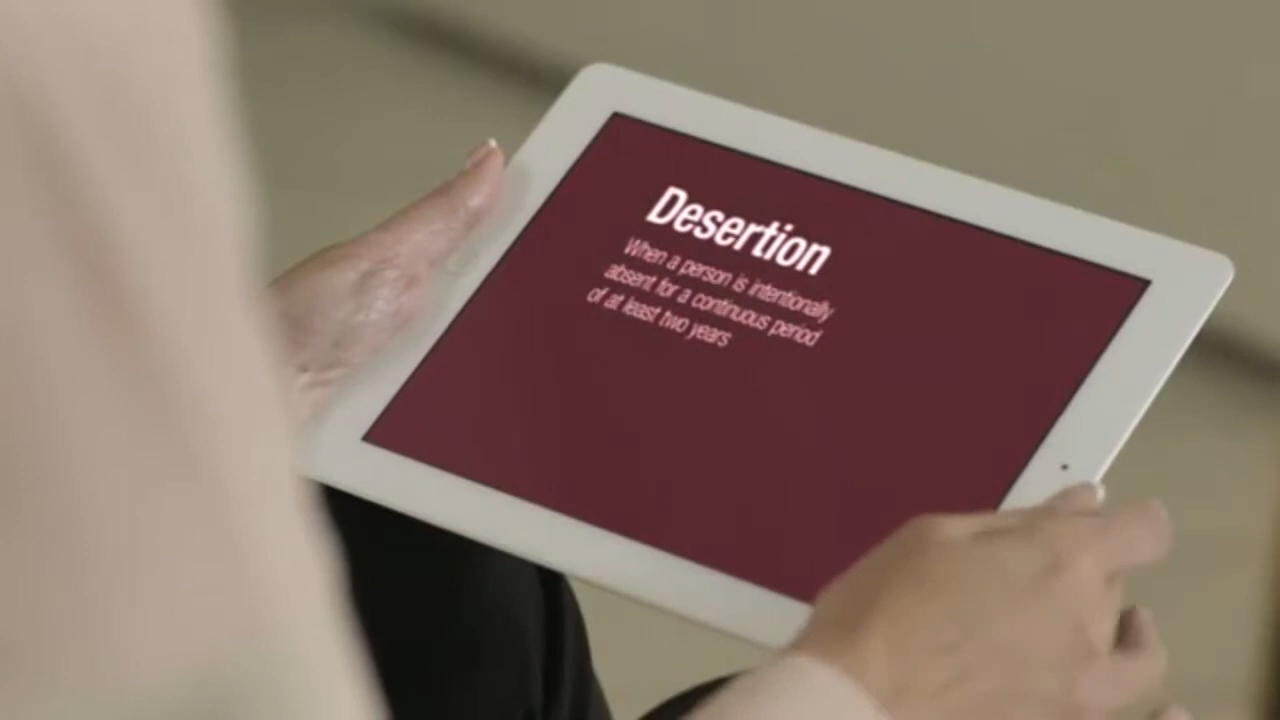 Desertion
When a person is intentionally
absent for a continuous period
of at least two years